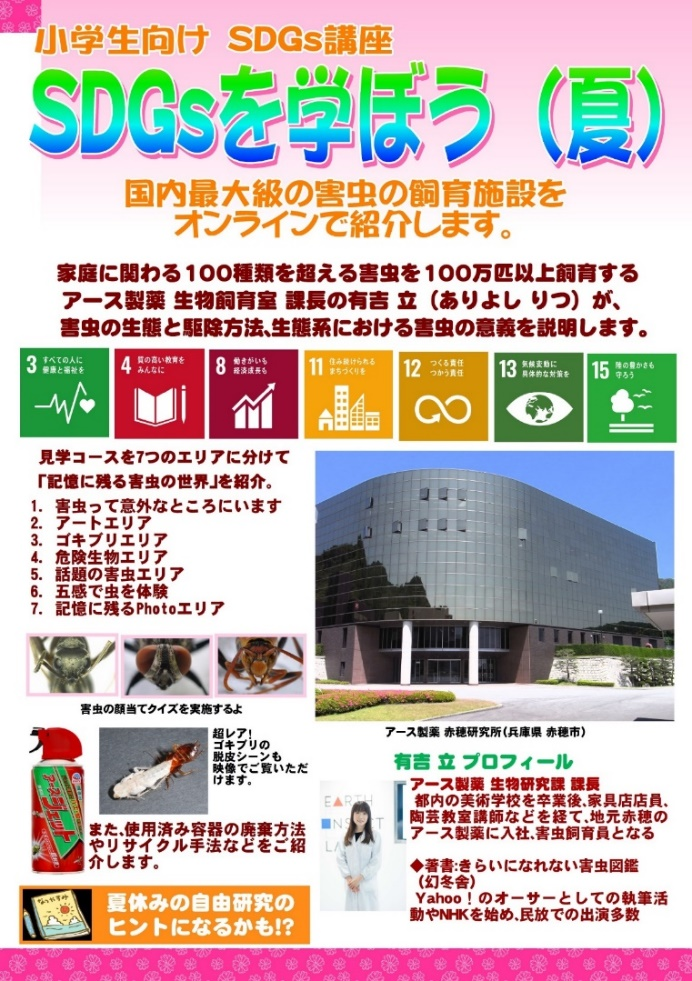 小学生向け SDGs講座
SDGsを学ぼう（夏）
国内最大級の害虫の飼育施設を
オンラインで紹介します。
家庭に関わる100種類を超える害虫を100万匹以上飼育する
アース製薬 生物飼育室 課長の有吉 立（ありよし りつ）が、
害虫の生態と駆除方法、生態系における害虫の意義を説明します。
3 すべての人に
健康と福祉を
4 質の高い教育を
みんなに
8 働きがいも
経済成長も
11 住み続けられる
まちづくりを
12 つくる責任
つかう責任
13 気候変動に
具体的な対策を
15 陸の豊かさも
守ろう
見学コースを7つのエリアに分けて
「記憶に残る害虫の世界」を紹介。
1. 害虫って意外なところにいます
2. アートエリア
3. ゴキブリエリア
4. 危険生物エリア
5. 話題の害虫エリア
6. 五感で虫を体験
7. 記憶に残るPhotoエリア
害虫の顔当てクイズを実施するよ
アース製薬 赤穂研究所（兵庫県 赤穂市）
超レア！
ゴキブリの
脱皮シーンも
映像でご覧いただ
けます。
アースジェット
また、使用済み容器の廃棄方法
やリサイクル手法などをご紹
介します。
夏休みの自由研究の
ヒントになるかも!?
有吉 立 プロフィール
EARTH
INSECT
LA
アース製薬 生物研究課 課長
都内の美術学校を卒業後、家具店店員、
陶芸教室講師などを経て、地元赤穂の
アース製薬に入社、害虫飼育員となる
◆著書:きらいになれない害虫図鑑
（幻冬舎）
Yahoo！のオーサーとしての執筆活
動やNHKを始め、民放での出演多数